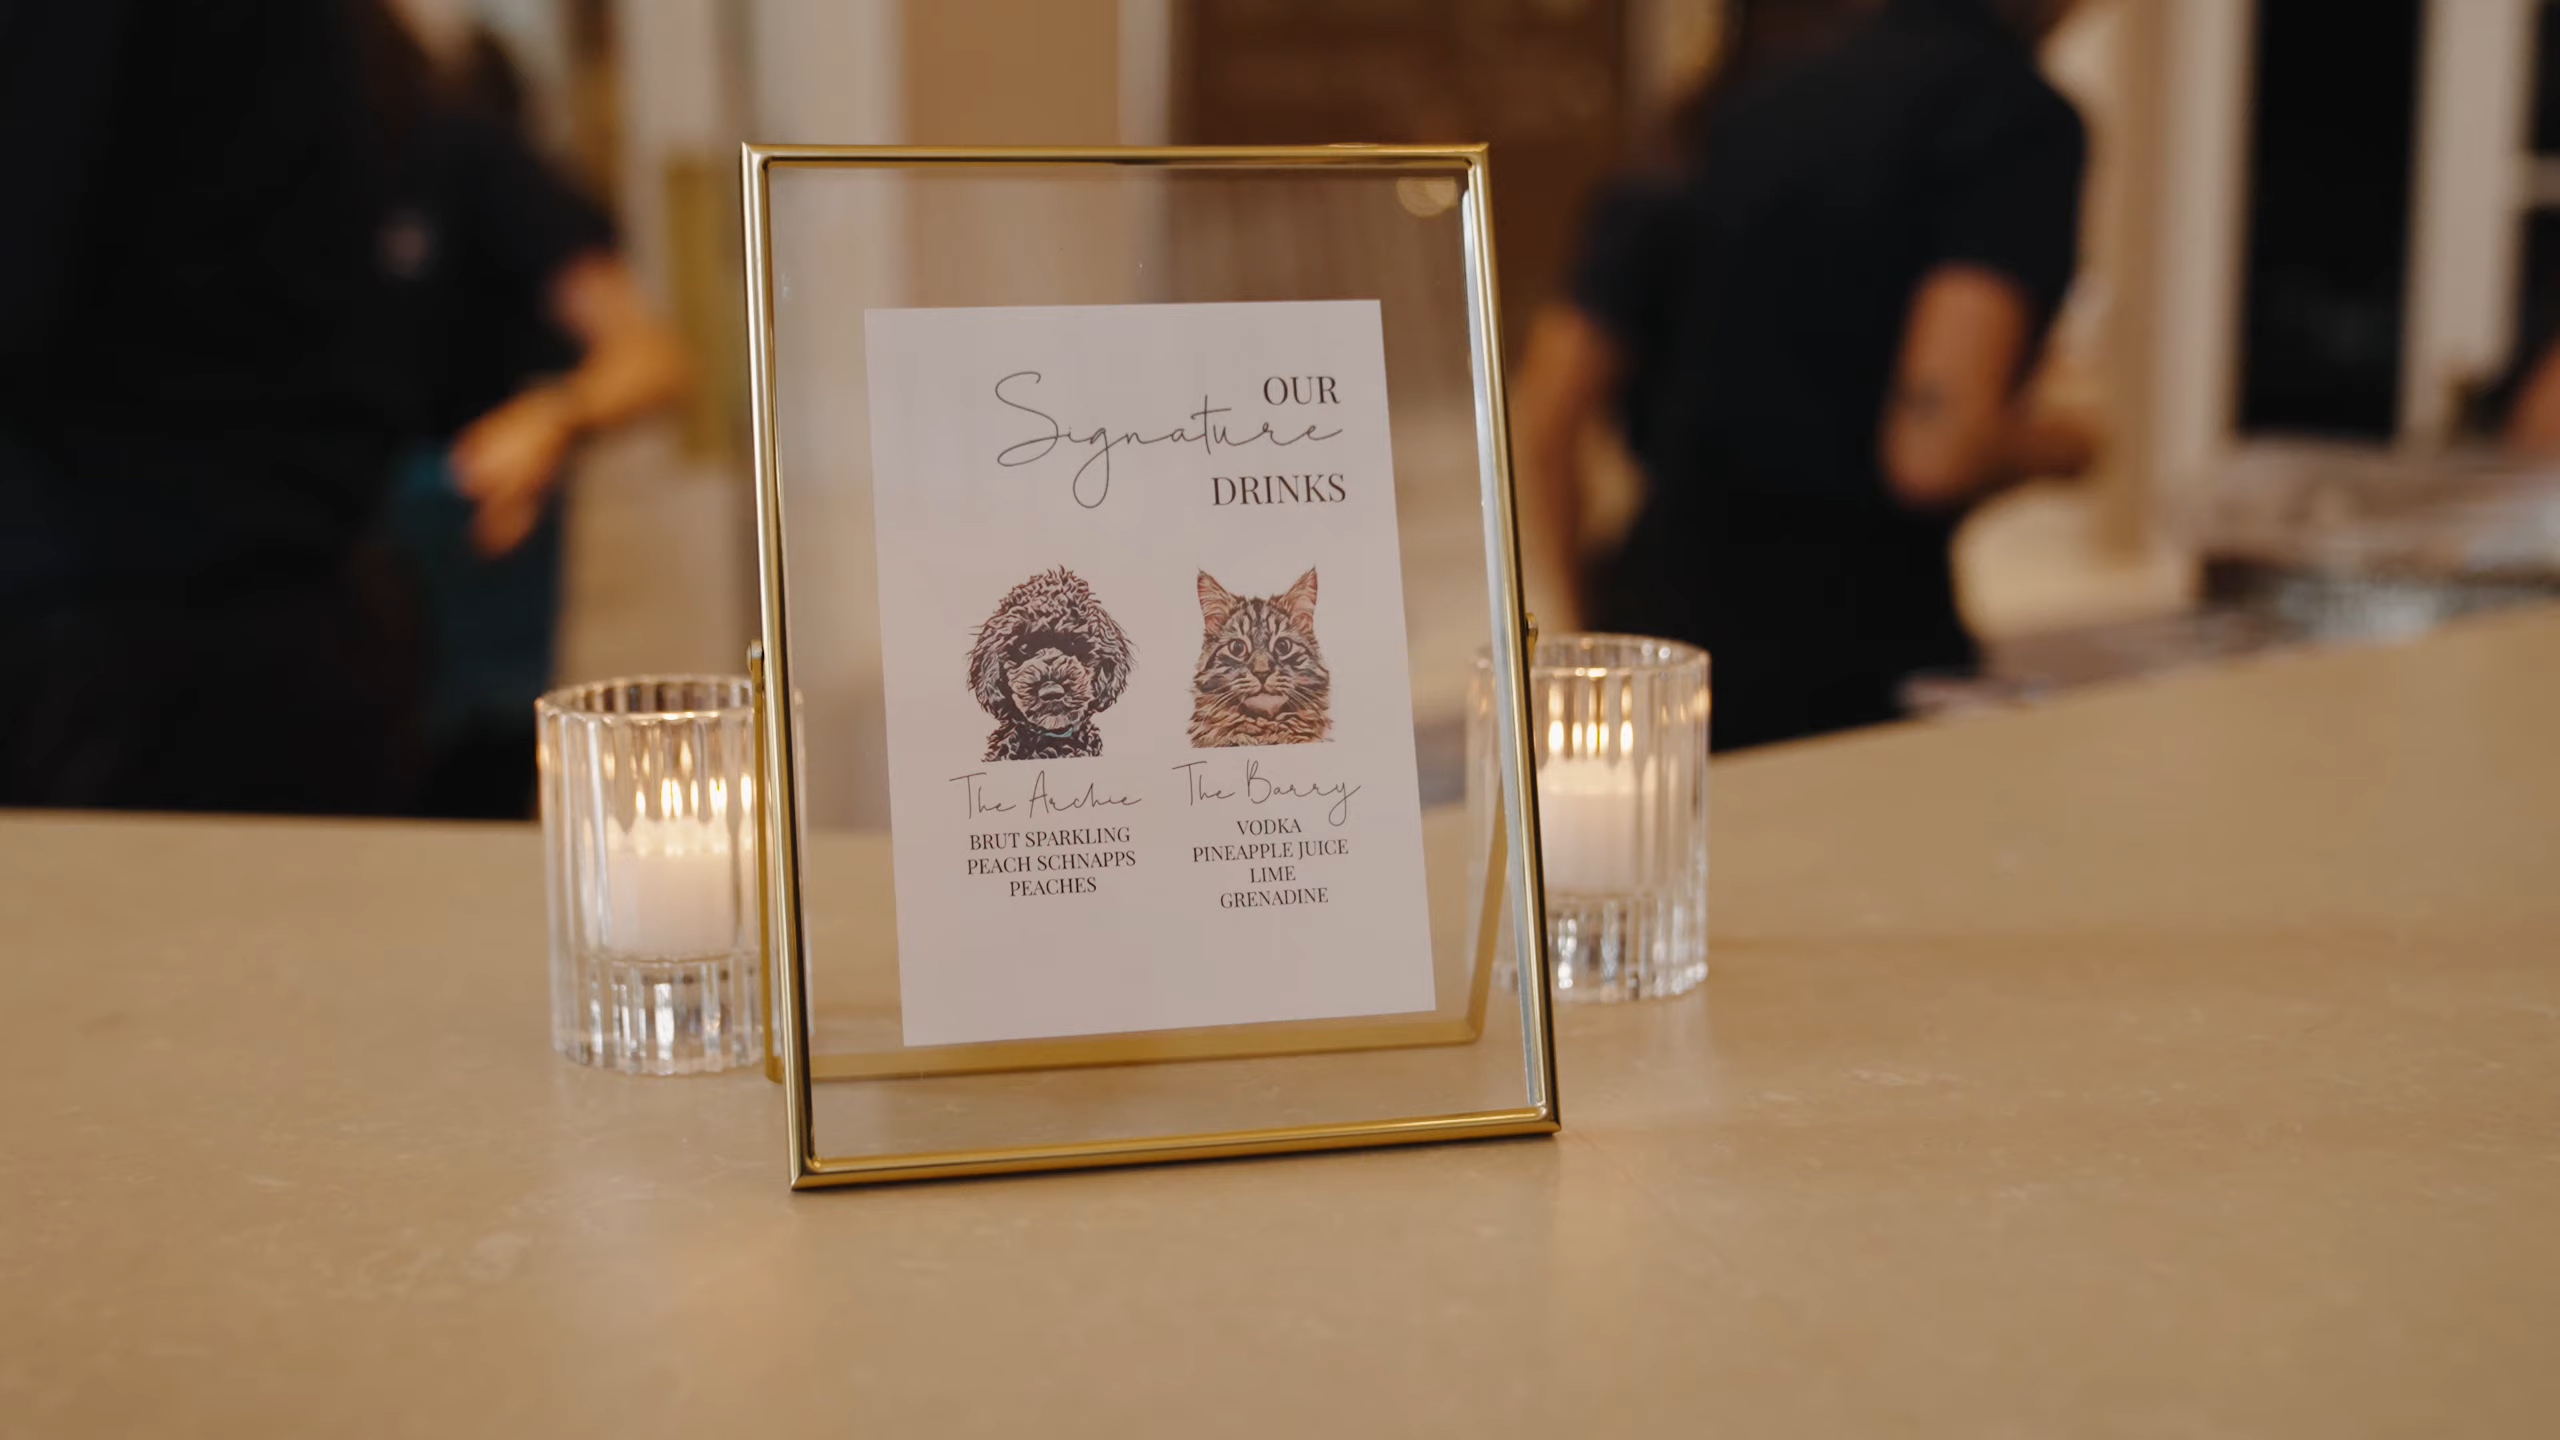 OUR
Signature
DRINKS
The Archie
BRUT SPARKLING
PEACH SCHNAPPS
PEACHES
The Barry
VODKA
PINEAPPLE JUICE
LIME
GRENADINE